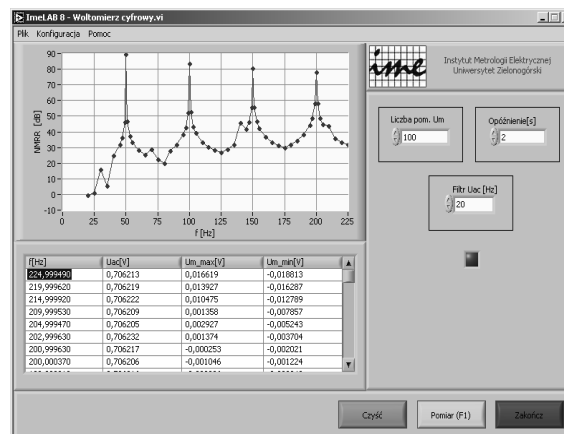 ImeLAB 8 - Woltomierz cyfrowy.vi
Plik Konfiguracja Pomoc
90
80
70
60
50
40
30
20
10
0
-10
NMRR [dB]
0 25 50 75 100 125 150 175 200 225
f [Hz]
ime
Instytut Metrologii Elektrycznej
Uniwersytet Zielonogórski
Liczba pom. Um
100
Opóźnienie[s]
2
Filtr Uac [Hz]
20
f[Hz] Uac[V] Um_max[V] Um_min[V]
224,999490 0,706213 0,016619 -0,018813
219,999620 0,706219 0,013927 -0,016287
214,999920 0,706222 0,010475 -0,012789
209,999530 0,706209 0,001358 -0,007857
204,999470 0,706205 0,002927 -0,005243
202,999630 0,706232 0,001374 -0,003704
200,999630 0,706217 -0,000253 -0,002021
200,000370 0,706206 -0,001046 -0,001224
Czyść
Pomiar (F1)
Zakończ